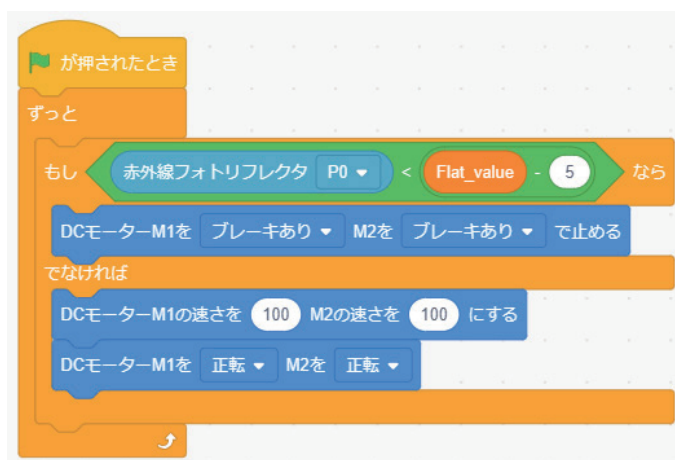 が押されたとき
ずっと
もし 赤外線フォトリフレクタ P0 < Flat_value - 5 なら
DCモーターM1を ブレーキあり M2を ブレーキあり で止める
でなければ
DCモーターM1の速さを 100 M2の速さを 100 にする
DCモーターM1を 正転 M2を 正転